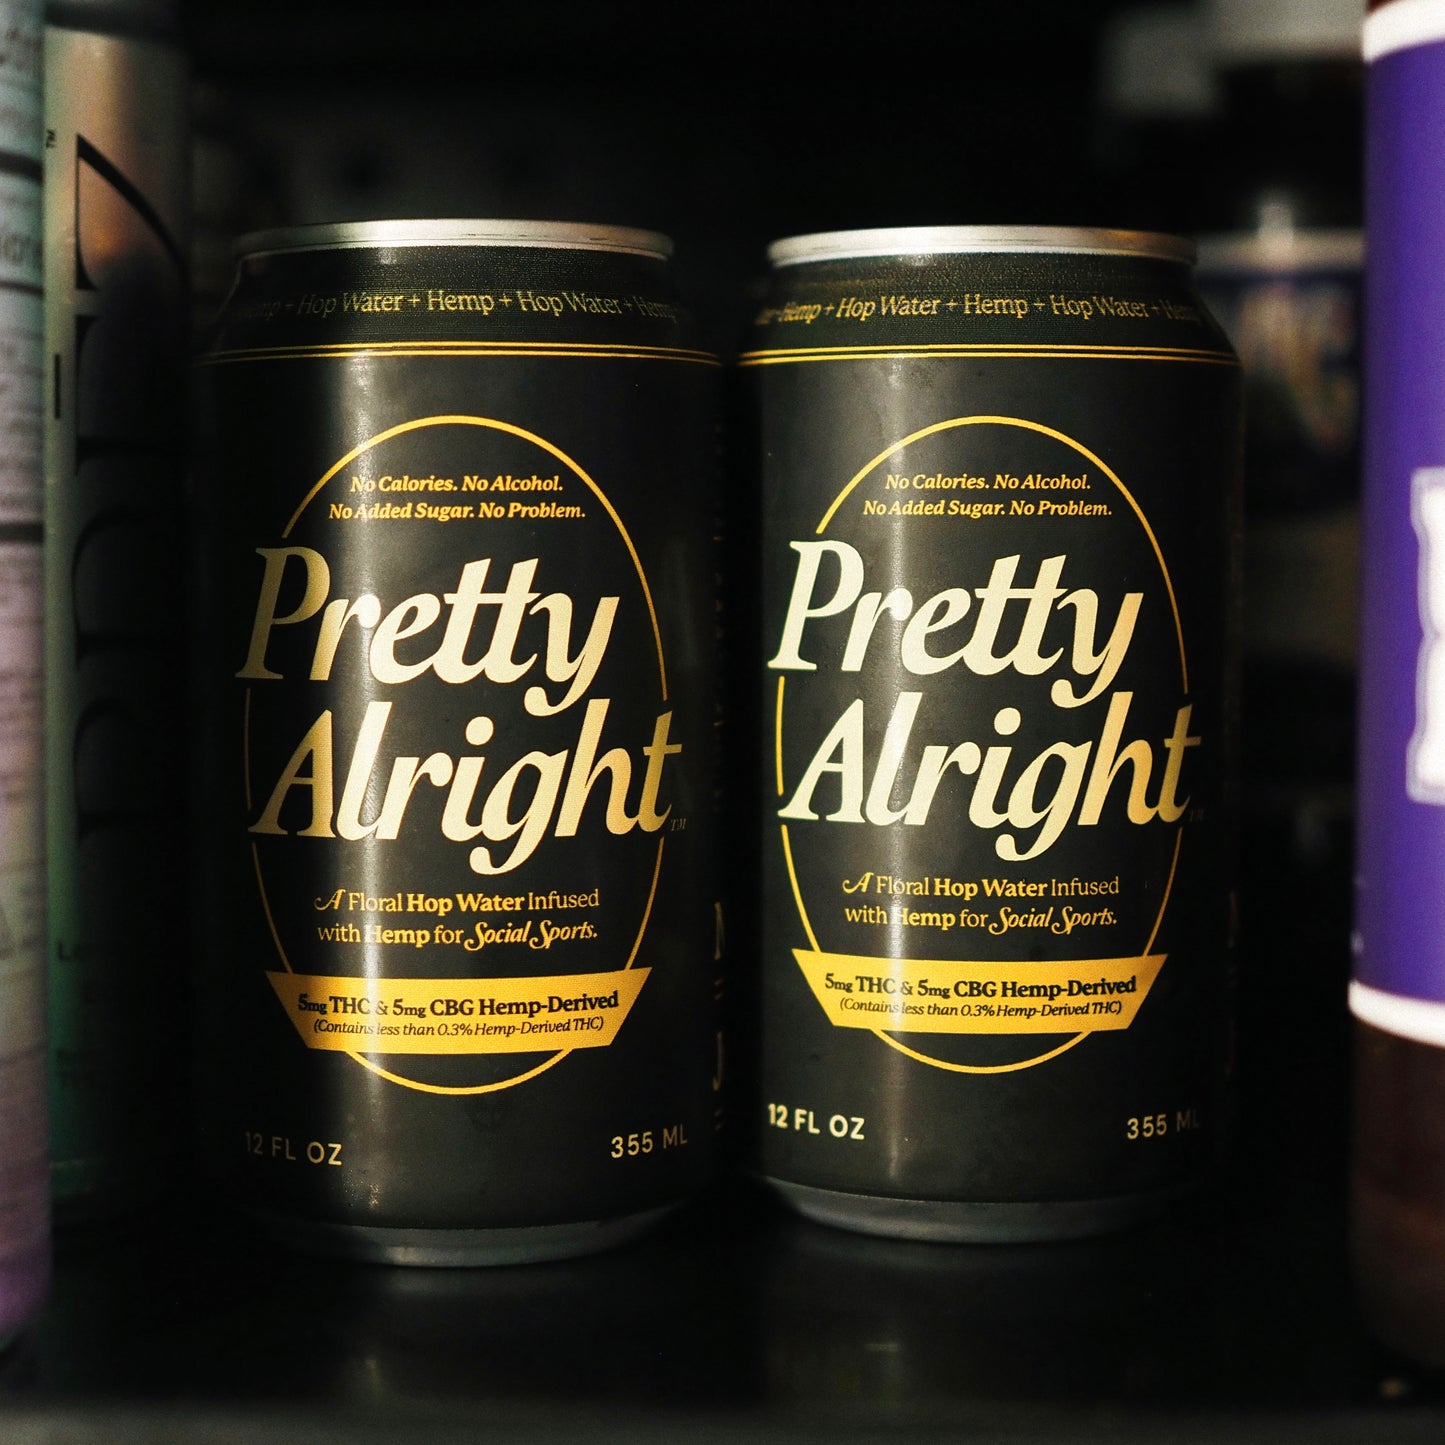 Hemp + Hop Water + Hemp + Hop Water + Hemp
No Calories. No Alcohol.
No Added Sugar. No Problem.
Pretty
Alright
TM
A Floral Hop Water Infused
with Hemp for Social Sports.
5mg THC & 5mg CBG Hemp-Derived
(Contains less than 0.3% Hemp-Derived THC)
12 FL OZ
355 ML
Hemp + Hop Water + Hemp + Hop Water + Hemp
No Calories. No Alcohol.
No Added Sugar. No Problem.
Pretty
Alright
TM
A Floral Hop Water Infused
with Hemp for Social Sports.
5mg THC & 5mg CBG Hemp-Derived
(Contains less than 0.3% Hemp-Derived THC)
12 FL OZ
355 ML
TM